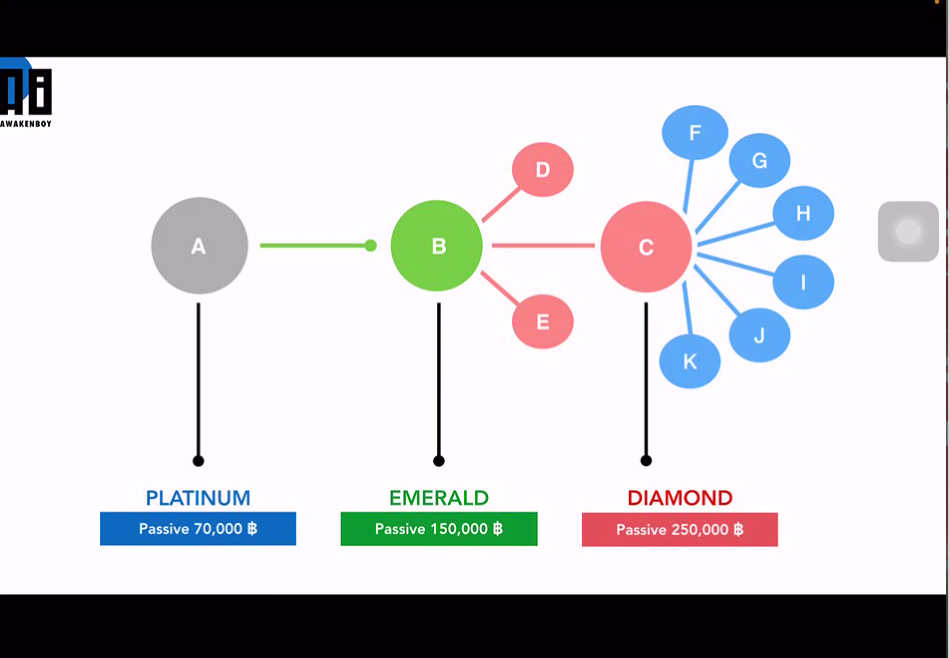 Ai
AWAKENBOY
A
B
C
D
E
F
G
H
I
J
K
PLATINUM
Passive 70,000 ฿
EMERALD
Passive 150,000 ฿
DIAMOND
Passive 250,000 ฿